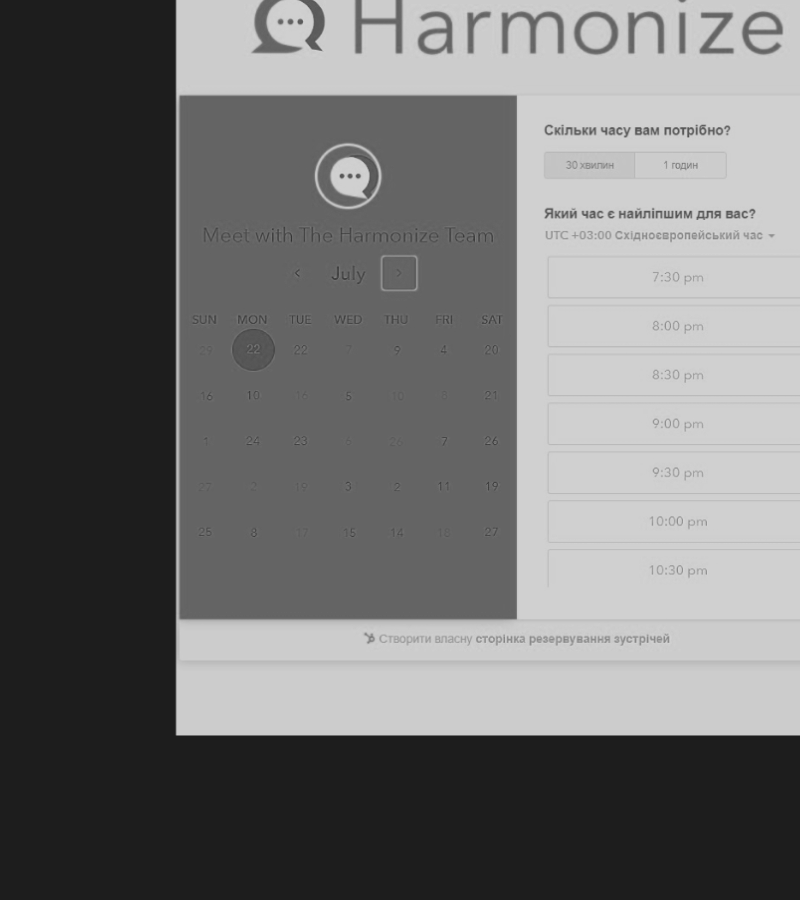 Harmonize
Meet with The Harmonize Team
July
SUN MON TUE WED THU FRI SAT
29 22 22 7 9 4 20
16 10 16 5 10 8 21
1 24 23 6 26 7 26
27 2 19 3 2 11 19
25 8 17 15 14 18 27
Скільки часу вам потрібно?
30 хвилин 1 годин
Який час є найліпшим для вас?
UTC +03:00 Східноєвропейський час
7:30 pm
8:00 pm
8:30 pm
9:00 pm
9:30 pm
10:00 pm
10:30 pm
Створити власну сторінка резервування зустрічей